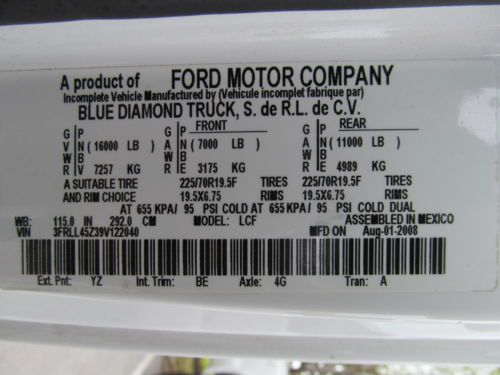 A product of FORD MOTOR COMPANY
Incomplete Vehicle Manufactured by (Vehicule incomplet fabrique par)
BLUE DIAMOND TRUCK, S. de R.L. de C.V.
G P FRONT G P REAR
V N (16000 LB) A N (7000 LB) A N (11000 LB)
W B W B W B
R V 7257 KG R E 3175 KG R E 4989 KG
A SUITABLE TIRE 225/70R19.5F TIRES 225/70R19.5F TIRES
AND RIM CHOICE 19.5X6.75 RIMS 19.5X6.75 RIMS
AT 655 KPA/ 95 PSI COLD AT 655 KPA/ 95 PSI COLD DUAL
WB: 115.0 IN 292.0 CM MODEL: LCF ASSEMBLED IN MEXICO
VIN 3FRLL45Z39V122040 MFD ON Aug-01-2008
Ext. Pnt: YZ Int. Trim: BE Axle: 4G Tran: A